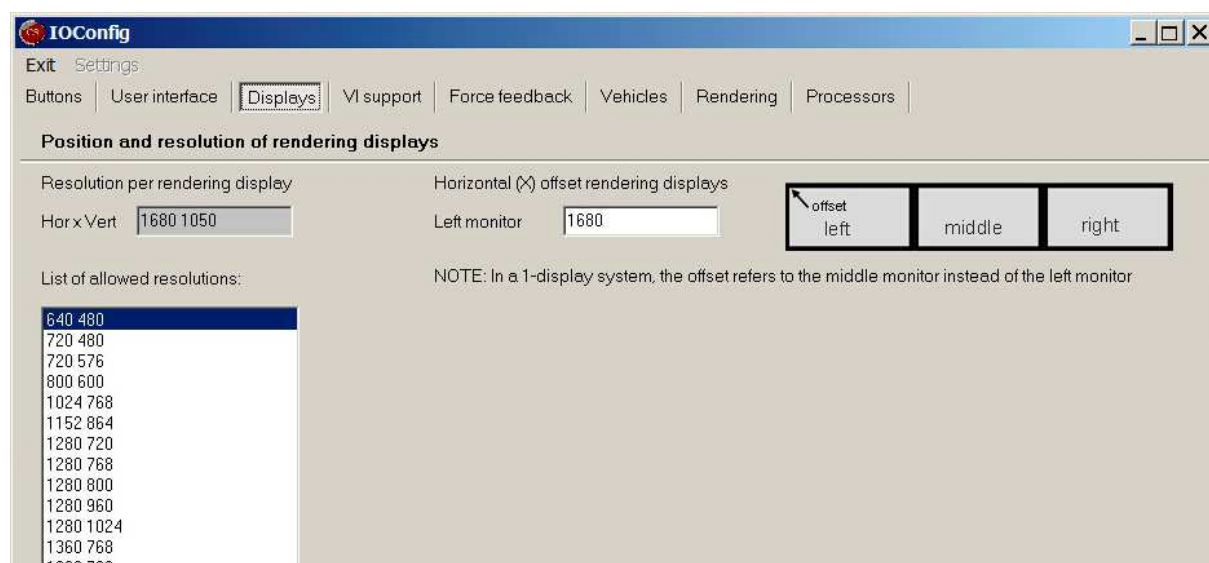 IOConfig
Exit Settings
Buttons User interface Displays VI support Force feedback Vehicles Rendering Processors
Position and resolution of rendering displays
Resolution per rendering display
Hor x Vert 1680 1050
Horizontal (X) offset rendering displays
Left monitor 1680
offset
left middle right
NOTE: In a 1-display system, the offset refers to the middle monitor instead of the left monitor
List of allowed resolutions:
640 480
720 480
720 576
800 600
1024 768
1152 864
1280 720
1280 768
1280 800
1280 960
1280 1024
1360 768